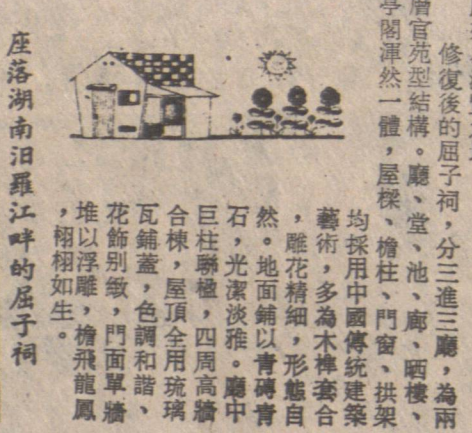 修復後的屈子祠，分三進三廳，為兩
層官苑型結構。廳、堂、池、廊、晒樓、
亭閣渾然一體，屋樑、檐柱、門窗、拱架
均採用中國傳統建築
藝術，多為木榫套合
，雕花精細，形態自
然。地面鋪以青磚青
石，光潔淡雅。廳中
巨柱聯楹，四周高牆
合棟，屋頂全用琉璃
瓦鋪蓋，色調和諧、
花飾别緻，門面單牆
堆以浮雕，檐飛龍鳳
，栩栩如生。
座落湖南汨羅江畔的屈子祠